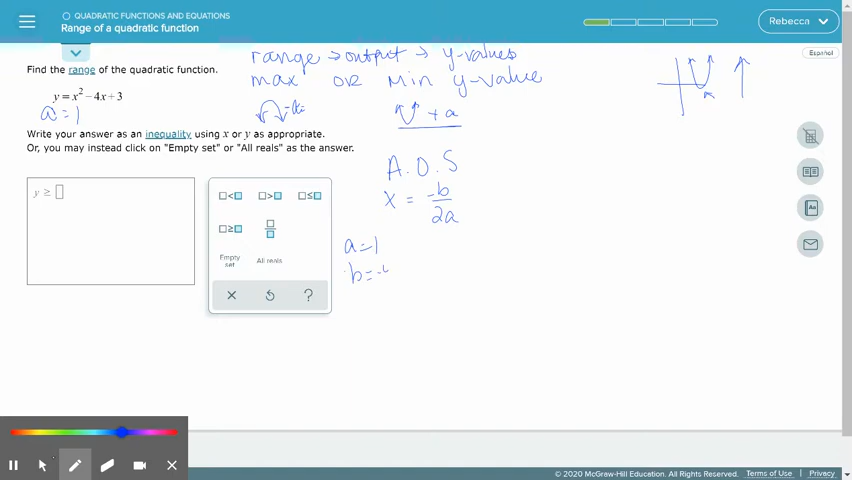 QUADRATIC FUNCTIONS AND EQUATIONS
Range of a quadratic function
Rebecca
Español
range → output → y-values
max OR Min y-value
Find the range of the quadratic function.
y = x² − 4x + 3
a = 1
+ a
Write your answer as an inequality using x or y as appropriate.
Or, you may instead click on "Empty set" or "All reals" as the answer.
A.O.S
x = -b/2a
y ≥ □
□<□ □>□ □≤□
□≥□ □/□
Empty set
All reals
× ↺ ?
a = 1
Aa
© 2020 McGraw-Hill Education. All Rights Reserved. Terms of Use | Privacy